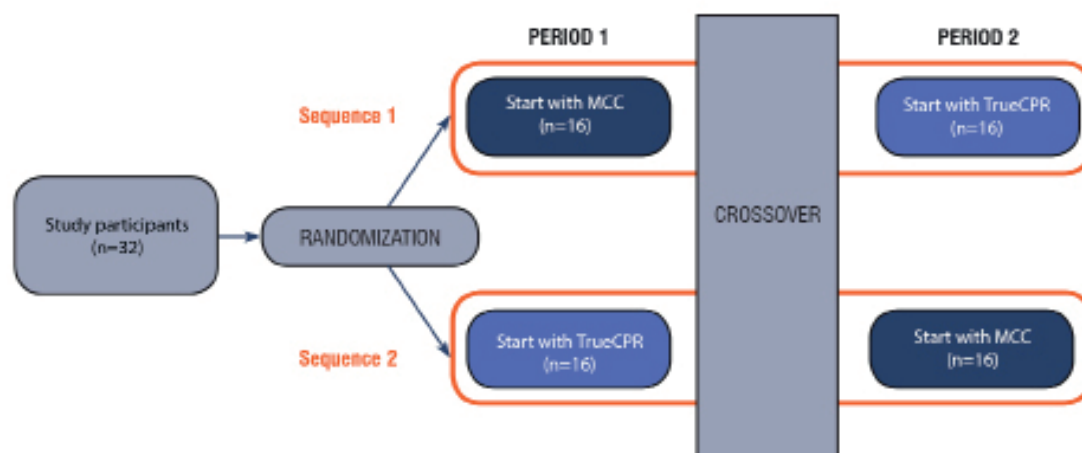 PERIOD 1
PERIOD 2
Sequence 1
Start with MCC
(n=16)
Start with TrueCPR
(n=16)
Study participants
(n=32)
RANDOMIZATION
CROSSOVER
Sequence 2
Start with TrueCPR
(n=16)
Start with MCC
(n=16)